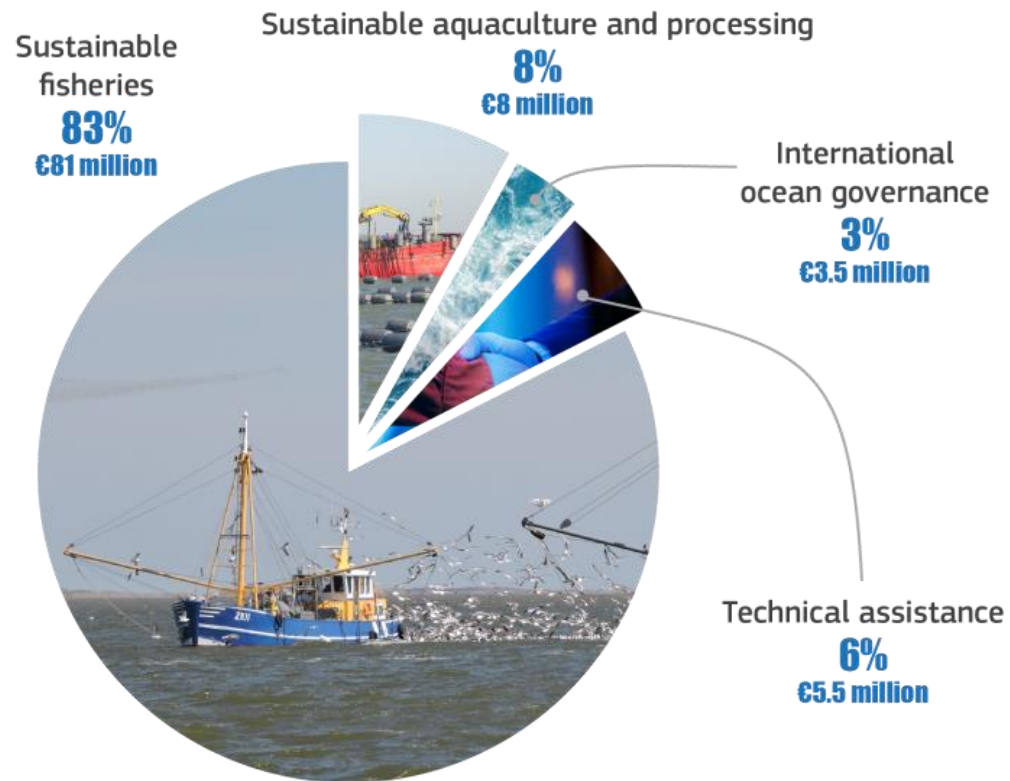 Sustainable aquaculture and processing
8%
€8 million
Sustainable
fisheries
83%
€81 million
International
ocean governance
3%
€3.5 million
Technical assistance
6%
€5.5 million